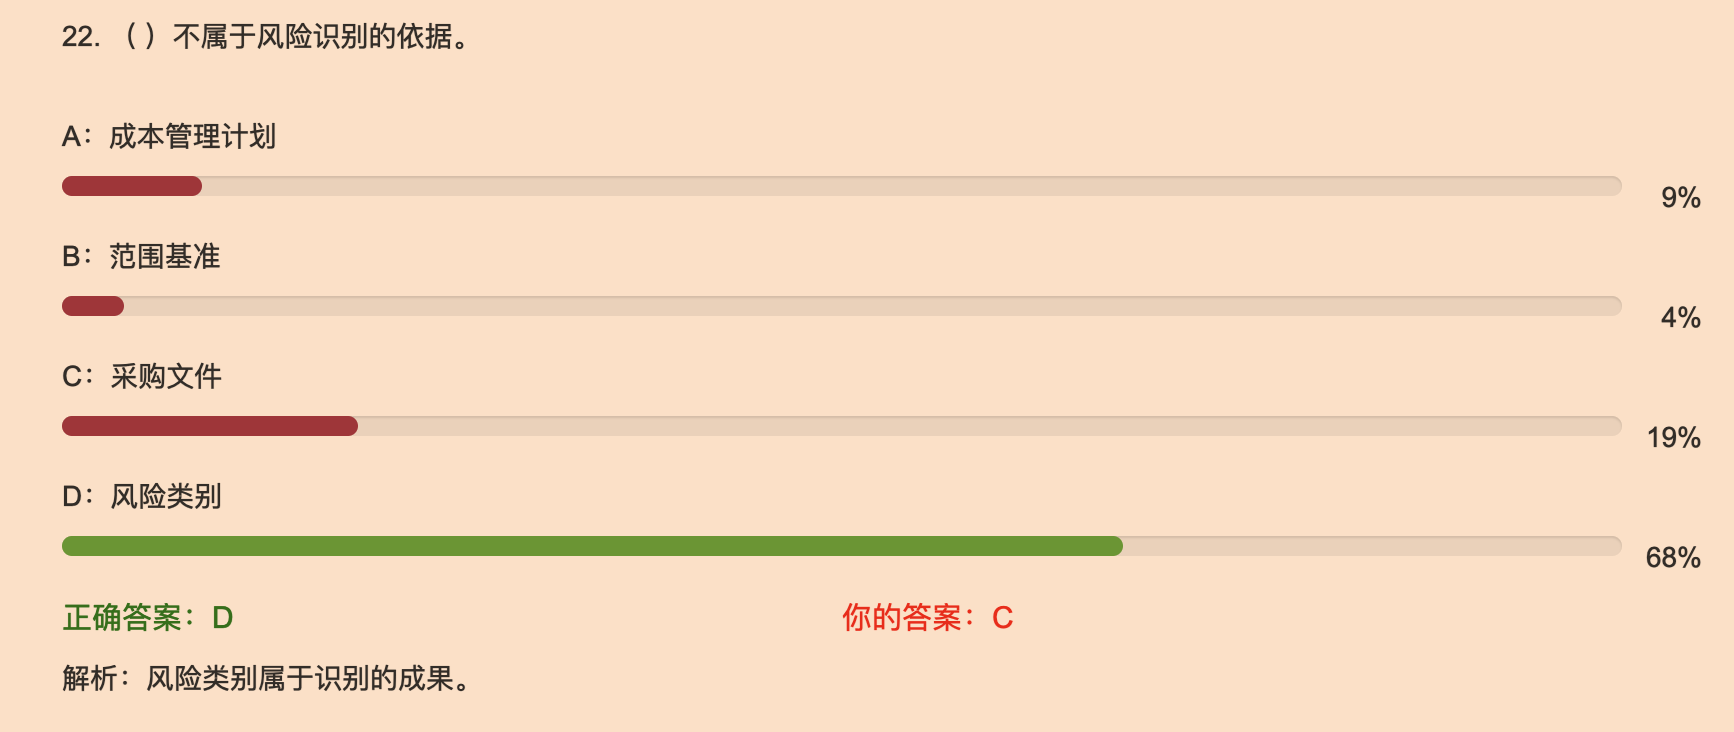 22. （ ）不属于风险识别的依据。
A：成本管理计划
9%
B：范围基准
4%
C：采购文件
19%
D：风险类别
68%
正确答案：D 你的答案：C
解析：风险类别属于识别的成果。